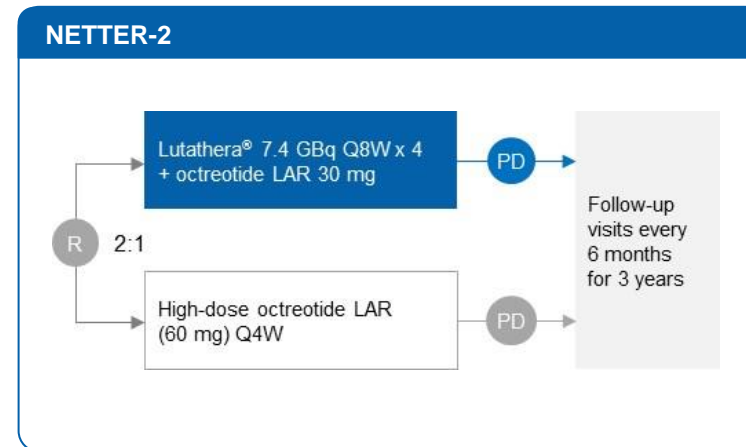 NETTER-2
Lutathera® 7.4 GBq Q8W x 4
+ octreotide LAR 30 mg
PD
Follow-up
visits every
6 months
for 3 years
R
2:1
High-dose octreotide LAR
(60 mg) Q4W
PD